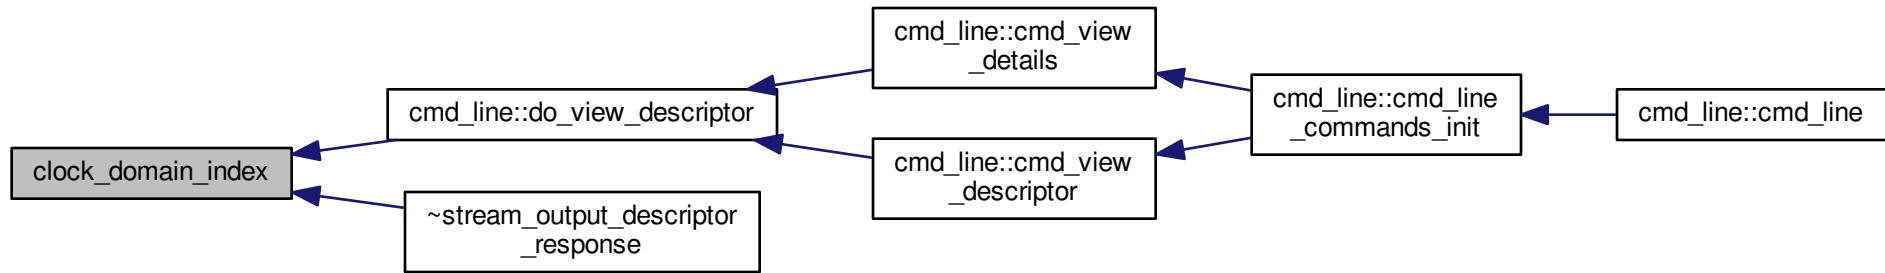 clock_domain_index
cmd_line::do_view_descriptor
~stream_output_descriptor
_response
cmd_line::cmd_view
_details
cmd_line::cmd_view
_descriptor
cmd_line::cmd_line
_commands_init
cmd_line::cmd_line